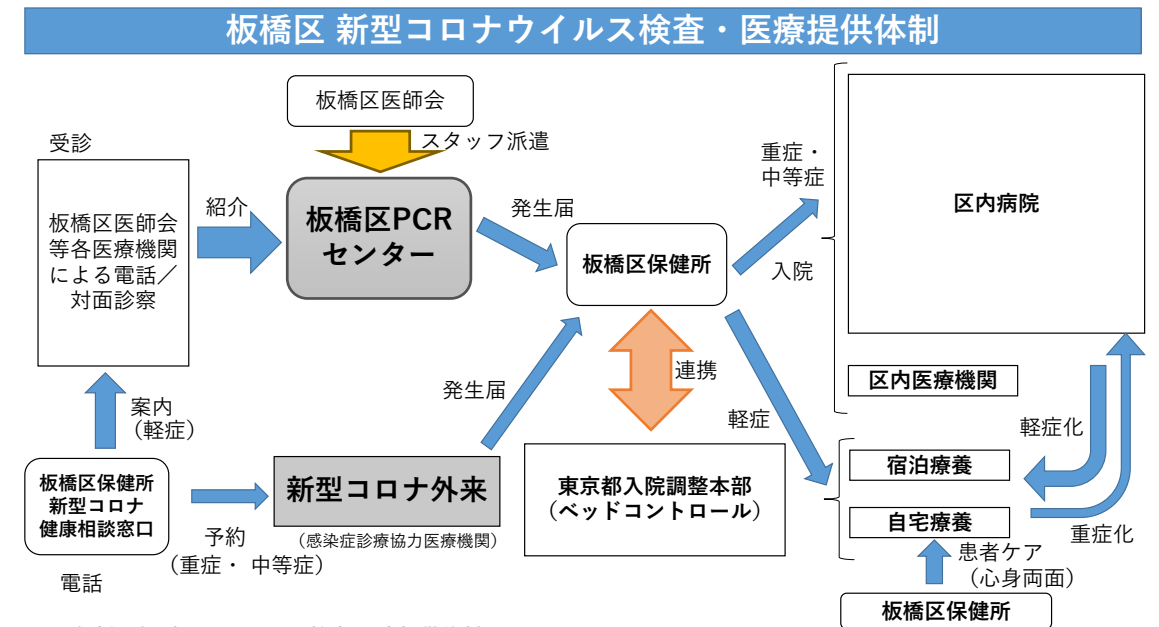 板橋区 新型コロナウイルス検査・医療提供体制
板橋区医師会
スタッフ派遣
受診
板橋区医師会
等各医療機関
による電話／
対面診察
紹介
板橋区PCR
センター
発生届
板橋区保健所
重症・
中等症
入院
区内病院
区内医療機関
案内
（軽症）
発生届
連携
軽症
軽症化
板橋区保健所
新型コロナ
健康相談窓口
電話
予約
（重症・ 中等症）
新型コロナ外来
（感染症診療協力医療機関）
東京都入院調整本部
（ベッドコントロール）
宿泊療養
自宅療養
重症化
患者ケア
（心身両面）
板橋区保健所